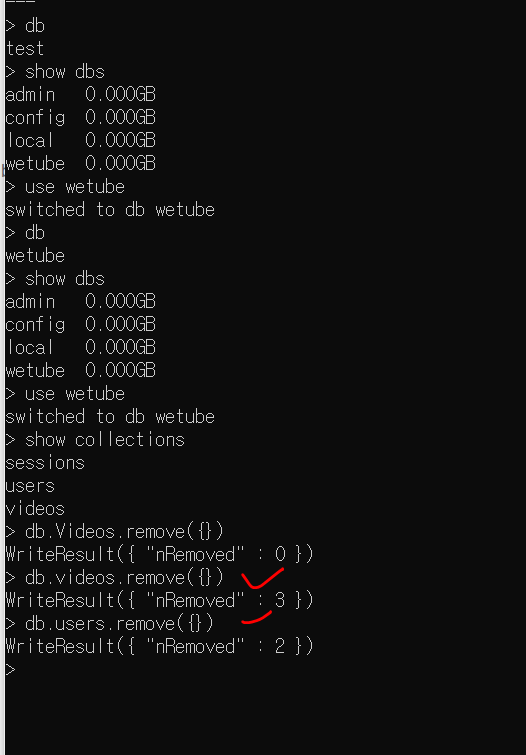 ---
> db
test
> show dbs
admin   0.000GB
config  0.000GB
local   0.000GB
wetube  0.000GB
> use wetube
switched to db wetube
> db
wetube
> show dbs
admin   0.000GB
config  0.000GB
local   0.000GB
wetube  0.000GB
> use wetube
switched to db wetube
> show collections
sessions
users
videos
> db.Videos.remove({})
WriteResult({ "nRemoved" : 0 })
> db.videos.remove({})
WriteResult({ "nRemoved" : 3 })
> db.users.remove({})
WriteResult({ "nRemoved" : 2 })
>